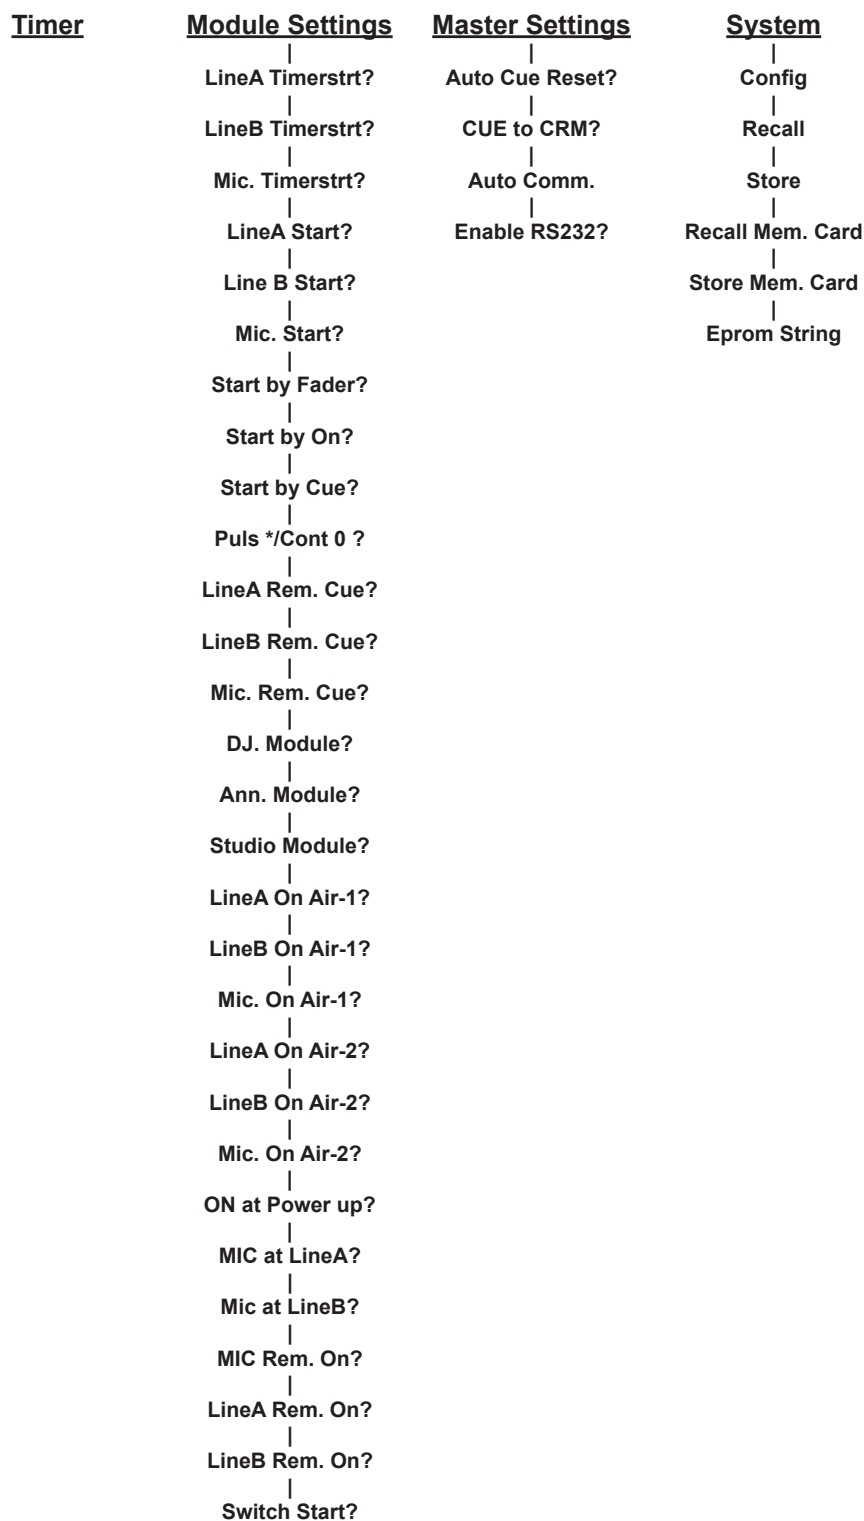 Timer Module Settings Master Settings System
LineA Timerstrt? Auto Cue Reset? Config
LineB Timerstrt? CUE to CRM? Recall
Mic. Timerstrt? Auto Comm. Store
LineA Start? Enable RS232? Recall Mem. Card
Line B Start? Store Mem. Card
Mic. Start? Eprom String
Start by Fader?
Start by On?
Start by Cue?
Puls */Cont 0 ?
LineA Rem. Cue?
LineB Rem. Cue?
Mic. Rem. Cue?
DJ. Module?
Ann. Module?
Studio Module?
LineA On Air-1?
LineB On Air-1?
Mic. On Air-1?
LineA On Air-2?
LineB On Air-2?
Mic. On Air-2?
ON at Power up?
MIC at LineA?
Mic at LineB?
MIC Rem. On?
LineA Rem. On?
LineB Rem. On?
Switch Start?